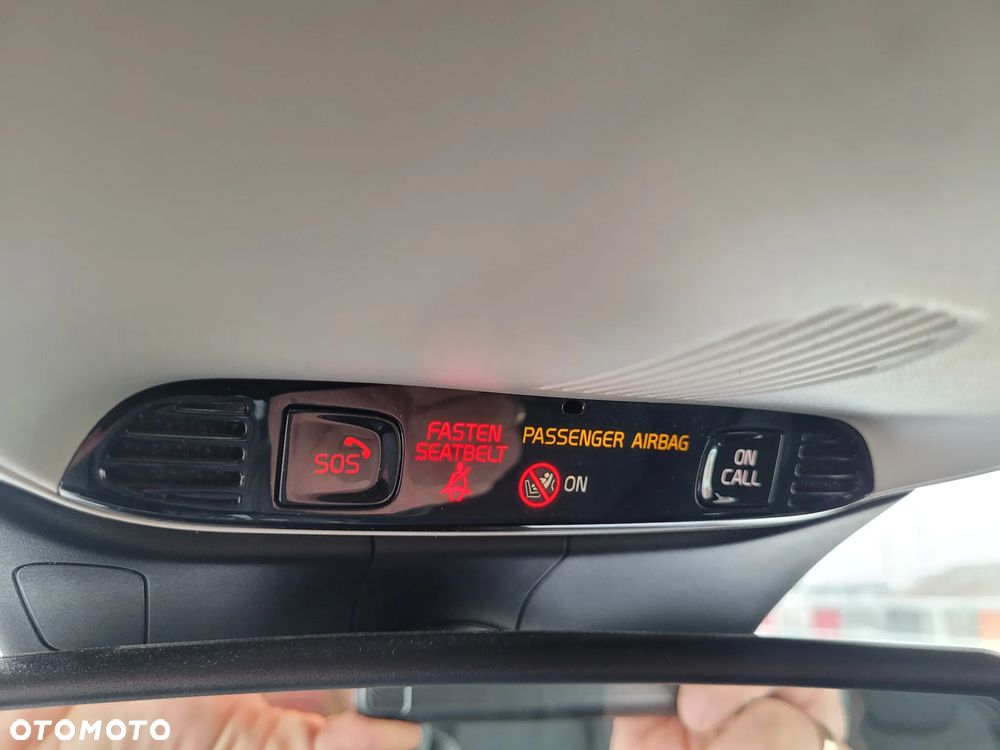 SOS
FASTEN
SEATBELT
PASSENGER AIRBAG
ON
ON
CALL
OTOMOTO